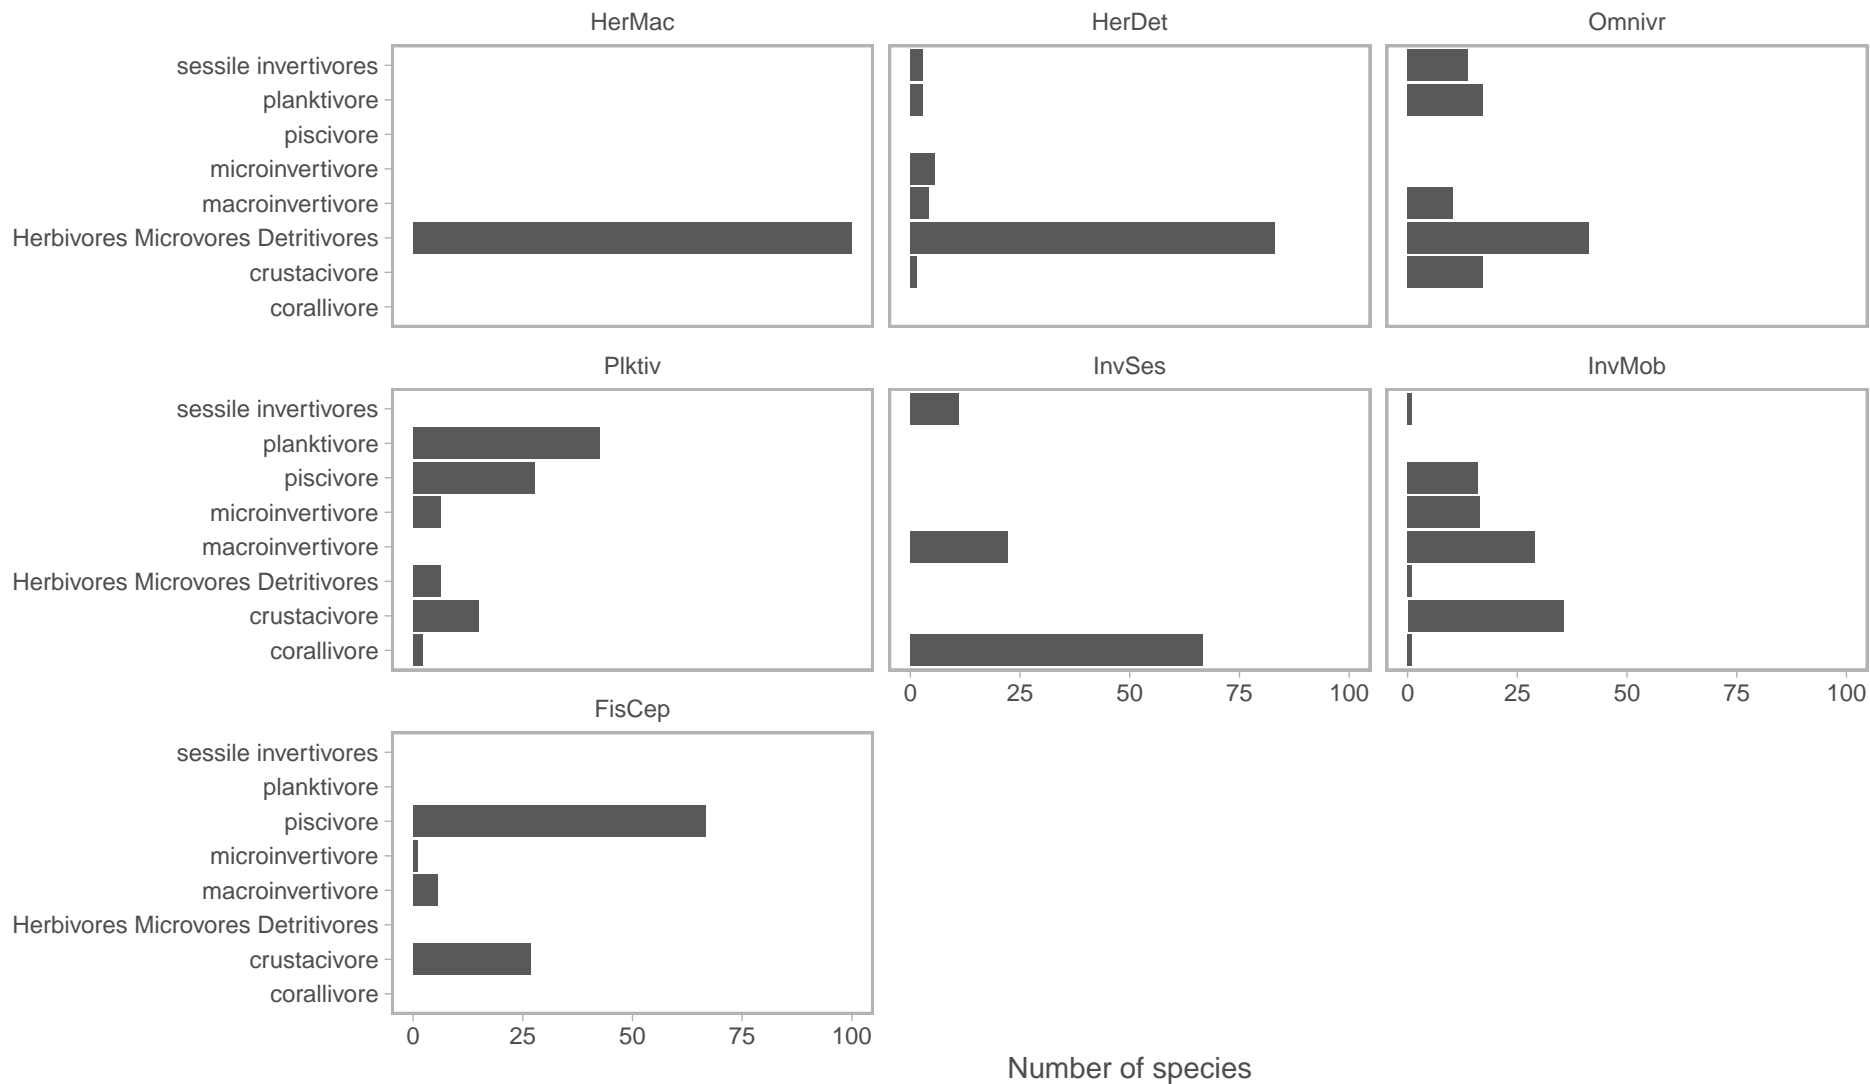 HerMac
HerDet
Omnivr
sessile invertivores
planktivore
piscivore
microinvertivore
macroinvertivore
Herbivores Microvores Detritivores
crustacivore
corallivore
Plktiv
InvSes
InvMob
sessile invertivores
planktivore
piscivore
microinvertivore
macroinvertivore
Herbivores Microvores Detritivores
crustacivore
corallivore
0 25 50 75 100
0 25 50 75 100
FisCep
sessile invertivores
planktivore
piscivore
microinvertivore
macroinvertivore
Herbivores Microvores Detritivores
crustacivore
corallivore
0 25 50 75 100
Number of species